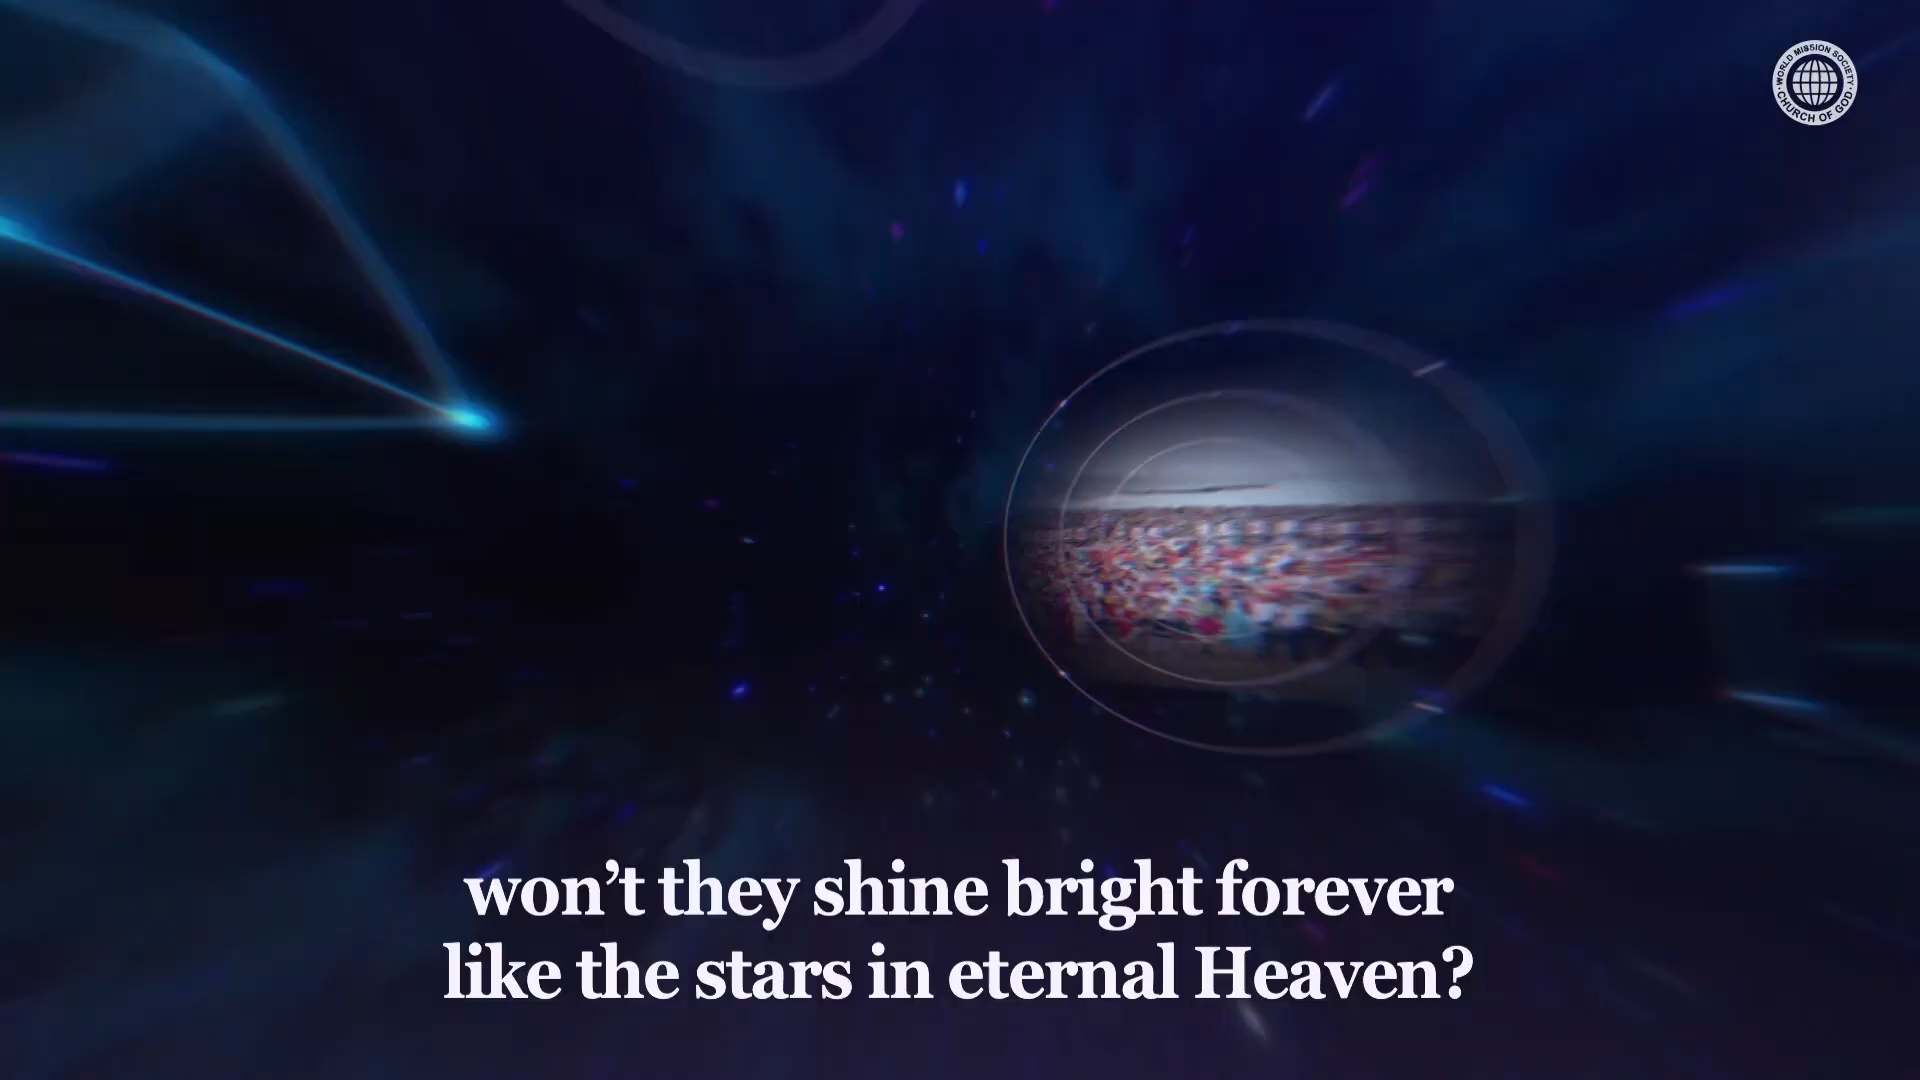 WORLD MISSION SOCIETY
CHURCH OF GOD
won’t they shine bright forever
like the stars in eternal Heaven?